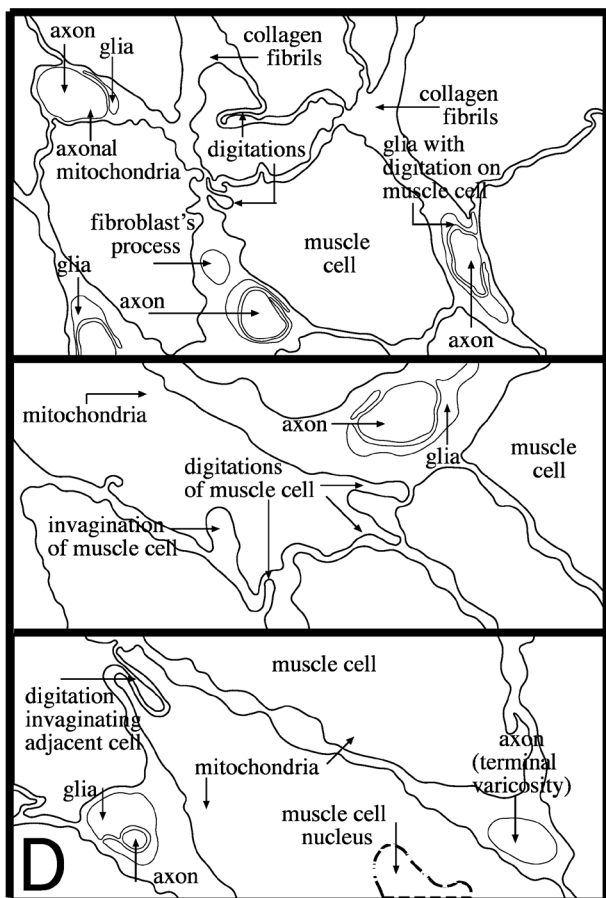 axon
glia
collagen
fibrils
collagen
fibrils
axonal
mitochondria
digitations
glia with
digitation on
muscle cell
fibroblast's
process
muscle
cell
glia
axon
axon
mitochondria
axon
glia
muscle
cell
digitations
of muscle cell
invagination
of muscle cell
muscle cell
digitation
invaginating
adjacent cell
axon
(terminal
varicosity)
mitochondria
glia
muscle cell
nucleus
axon
D